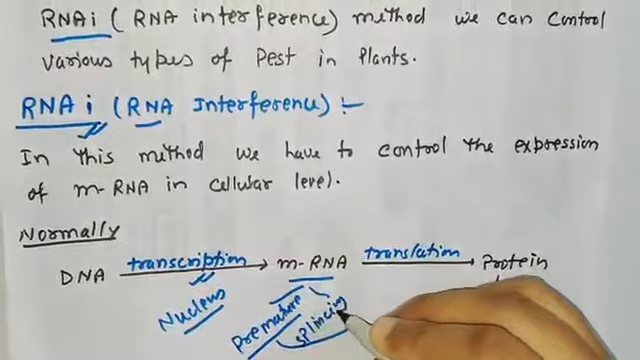 RNAi (RNA interference) method we can control
various types of Pest in Plants.
RNA i (RNA Interference) :-
In this method we have to control the expression
of m-RNA in cellular level.
Normally
DNA transcription m-RNA translation Protein
Nucleus Premature splincing